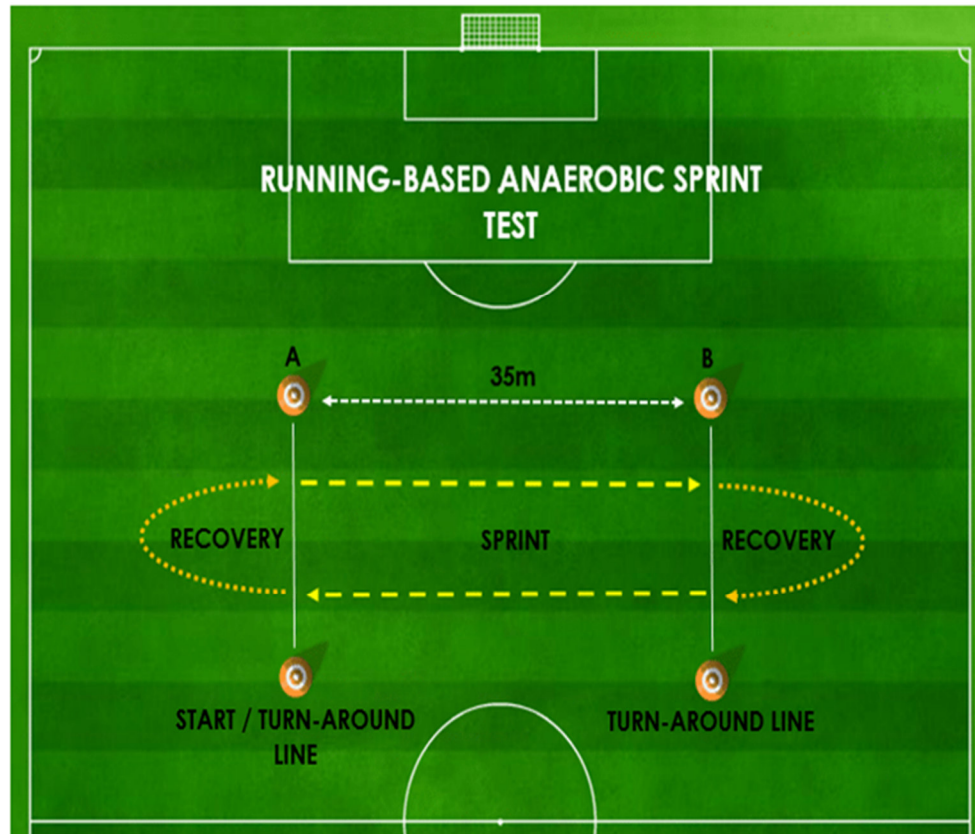 RUNNING-BASED ANAEROBIC SPRINT
TEST
A
B
35m
RECOVERY
SPRINT
RECOVERY
START / TURN-AROUND
LINE
TURN-AROUND LINE